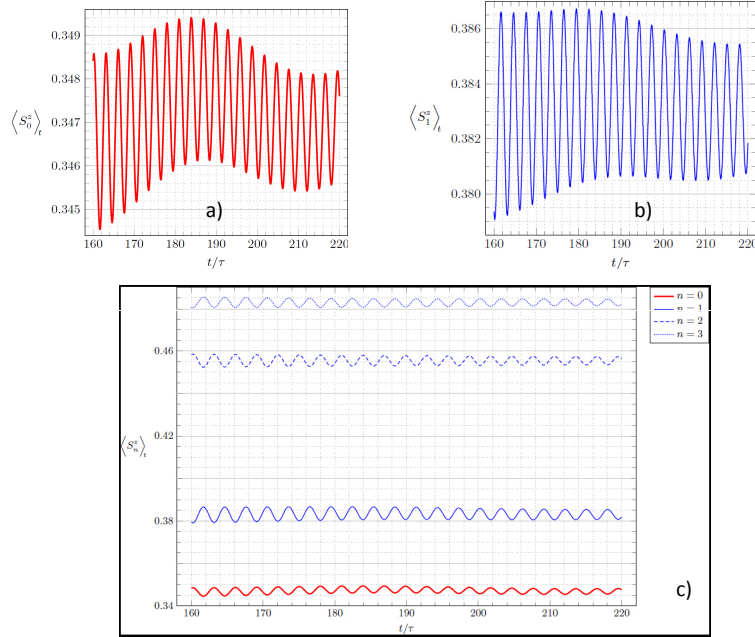 0.349
0.348
0.347
0.346
0.345
⟨S₀ᶻ⟩ₜ
a)
160 170 180 190 200 210 220
t/τ
0.386
0.384
0.382
0.380
⟨S₁ᶻ⟩ₜ
b)
160 170 180 190 200 210 220
t/τ
0.46
0.42
0.38
0.34
⟨Sₙᶻ⟩ₜ
n = 0
n = 1
n = 2
n = 3
c)
160 170 180 190 200 210 220
t/τ